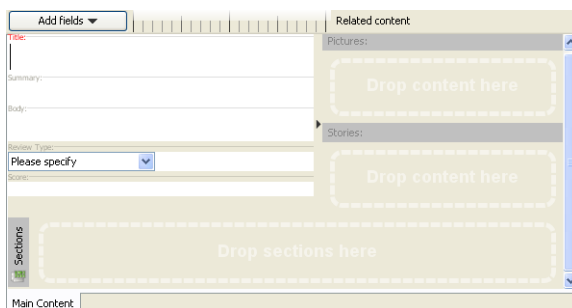 Add fields
Related content
Title:
Pictures:
Drop content here
Summary:
Body:
Stories:
Review Type:
Please specify
Drop content here
Score:
Sections
Drop sections here
Main Content